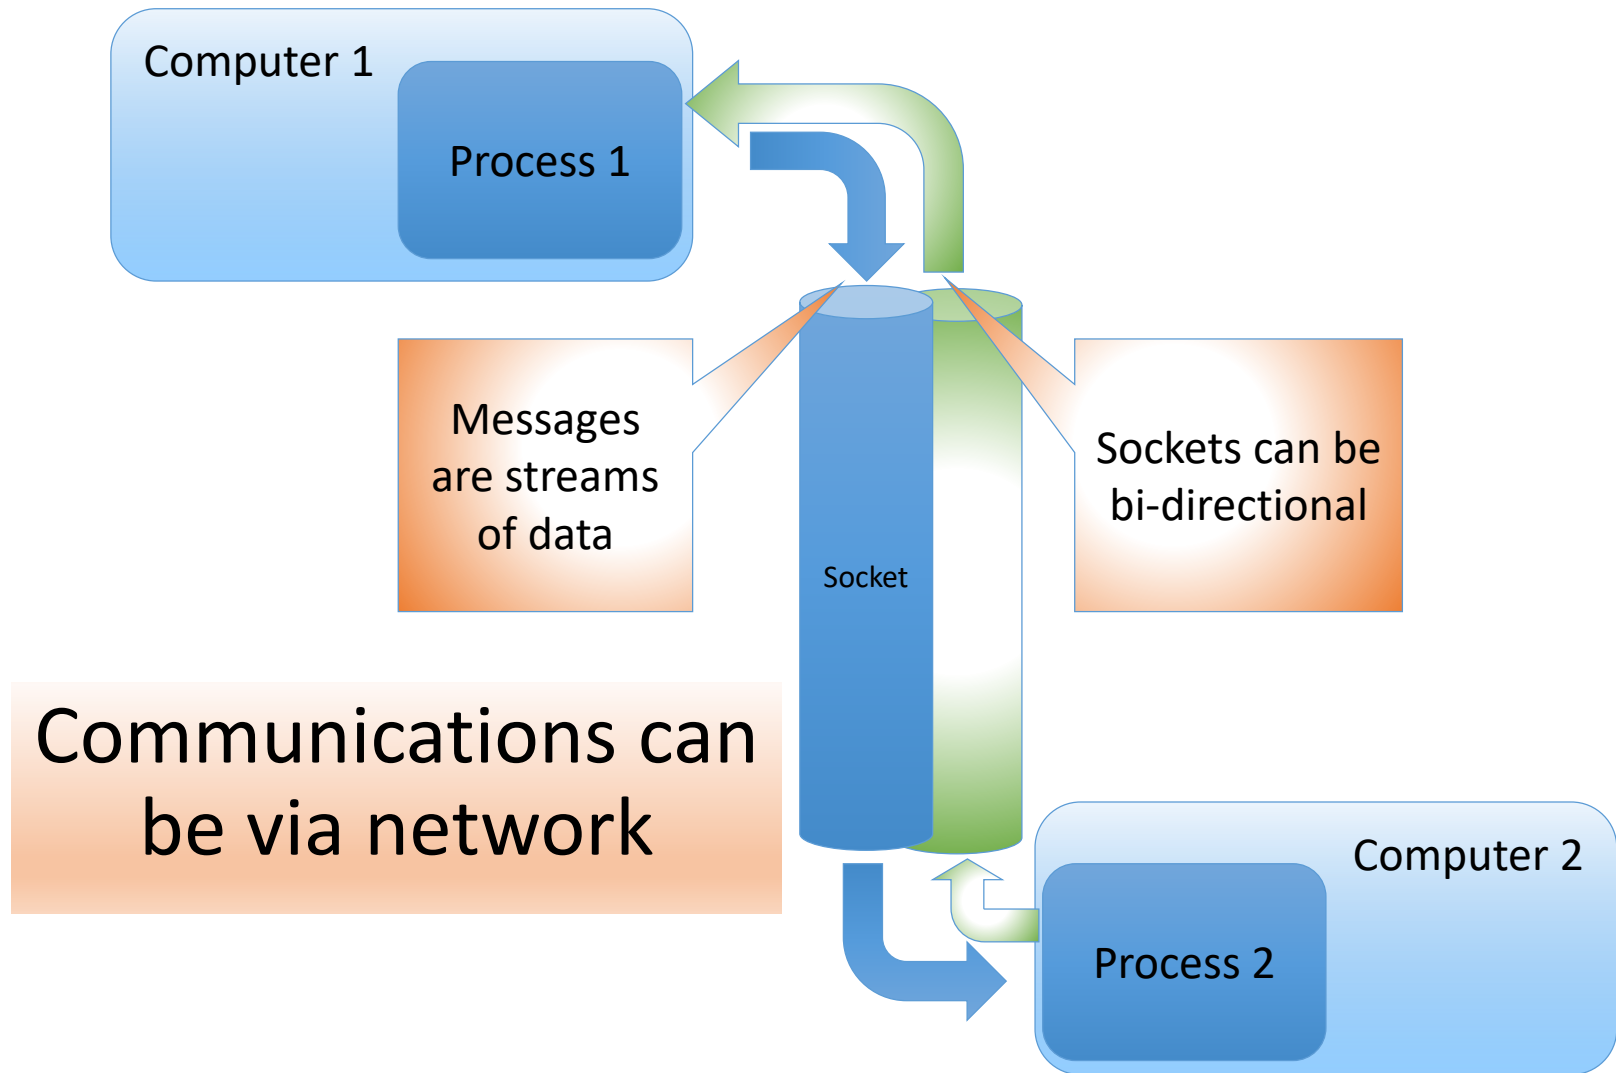 Computer 1
Process 1
Messages
are streams
of data
Sockets can be
bi-directional
Socket
Communications can
be via network
Computer 2
Process 2